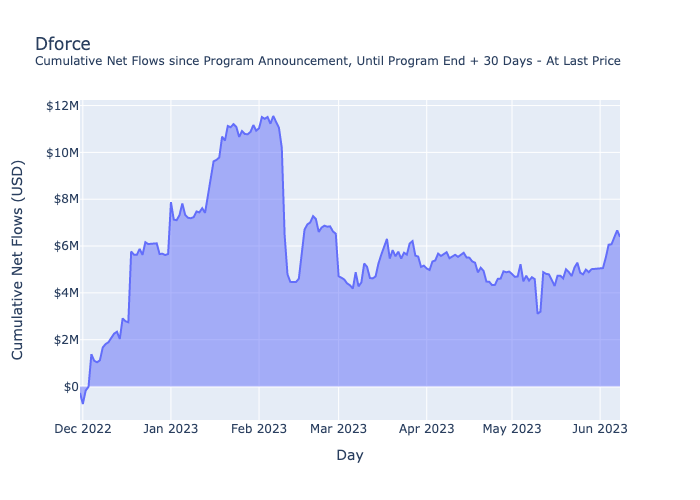 Dforce
Cumulative Net Flows since Program Announcement, Until Program End + 30 Days - At Last Price
Cumulative Net Flows (USD)
$12M
$10M
$8M
$6M
$4M
$2M
$0
Dec 2022 Jan 2023 Feb 2023 Mar 2023 Apr 2023 May 2023 Jun 2023
Day